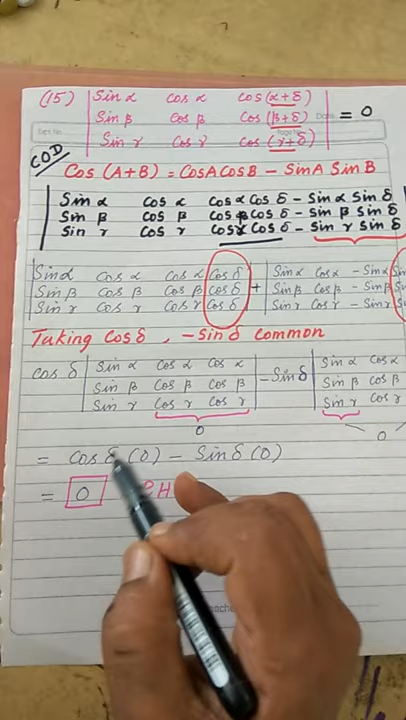 (15) | Sin α Cos α Cos(α+δ) |
| Sin β Cos β Cos(β+δ) | = 0
| Sin γ Cos γ Cos(γ+δ) |
COD
Cos (A+B) = CosA CosB − SinA SinB
| Sin α Cos α Cos α Cos δ − Sin α Sin δ
| Sin β Cos β Cos β Cos δ − Sin β Sin δ
| Sin γ Cos γ Cos γ Cos δ − Sin γ Sin δ
| Sin α Cos α Cos α Cos δ | | Sin α Cos α − Sin α
| Sin β Cos β Cos β Cos δ | + | Sin β Cos β − Sin β
| Sin γ Cos γ Cos γ Cos δ | | Sin γ Cos γ − Sin γ
Taking Cos δ , − Sin δ Common
Cos δ | Sin α Cos α Cos α | − Sin δ | Sin α Cos α
| Sin β Cos β Cos β | | Sin β Cos β
| Sin γ Cos γ Cos γ | | Sin γ Cos γ
0 0
= Cos δ (0) − Sin δ (0)
= 0 H